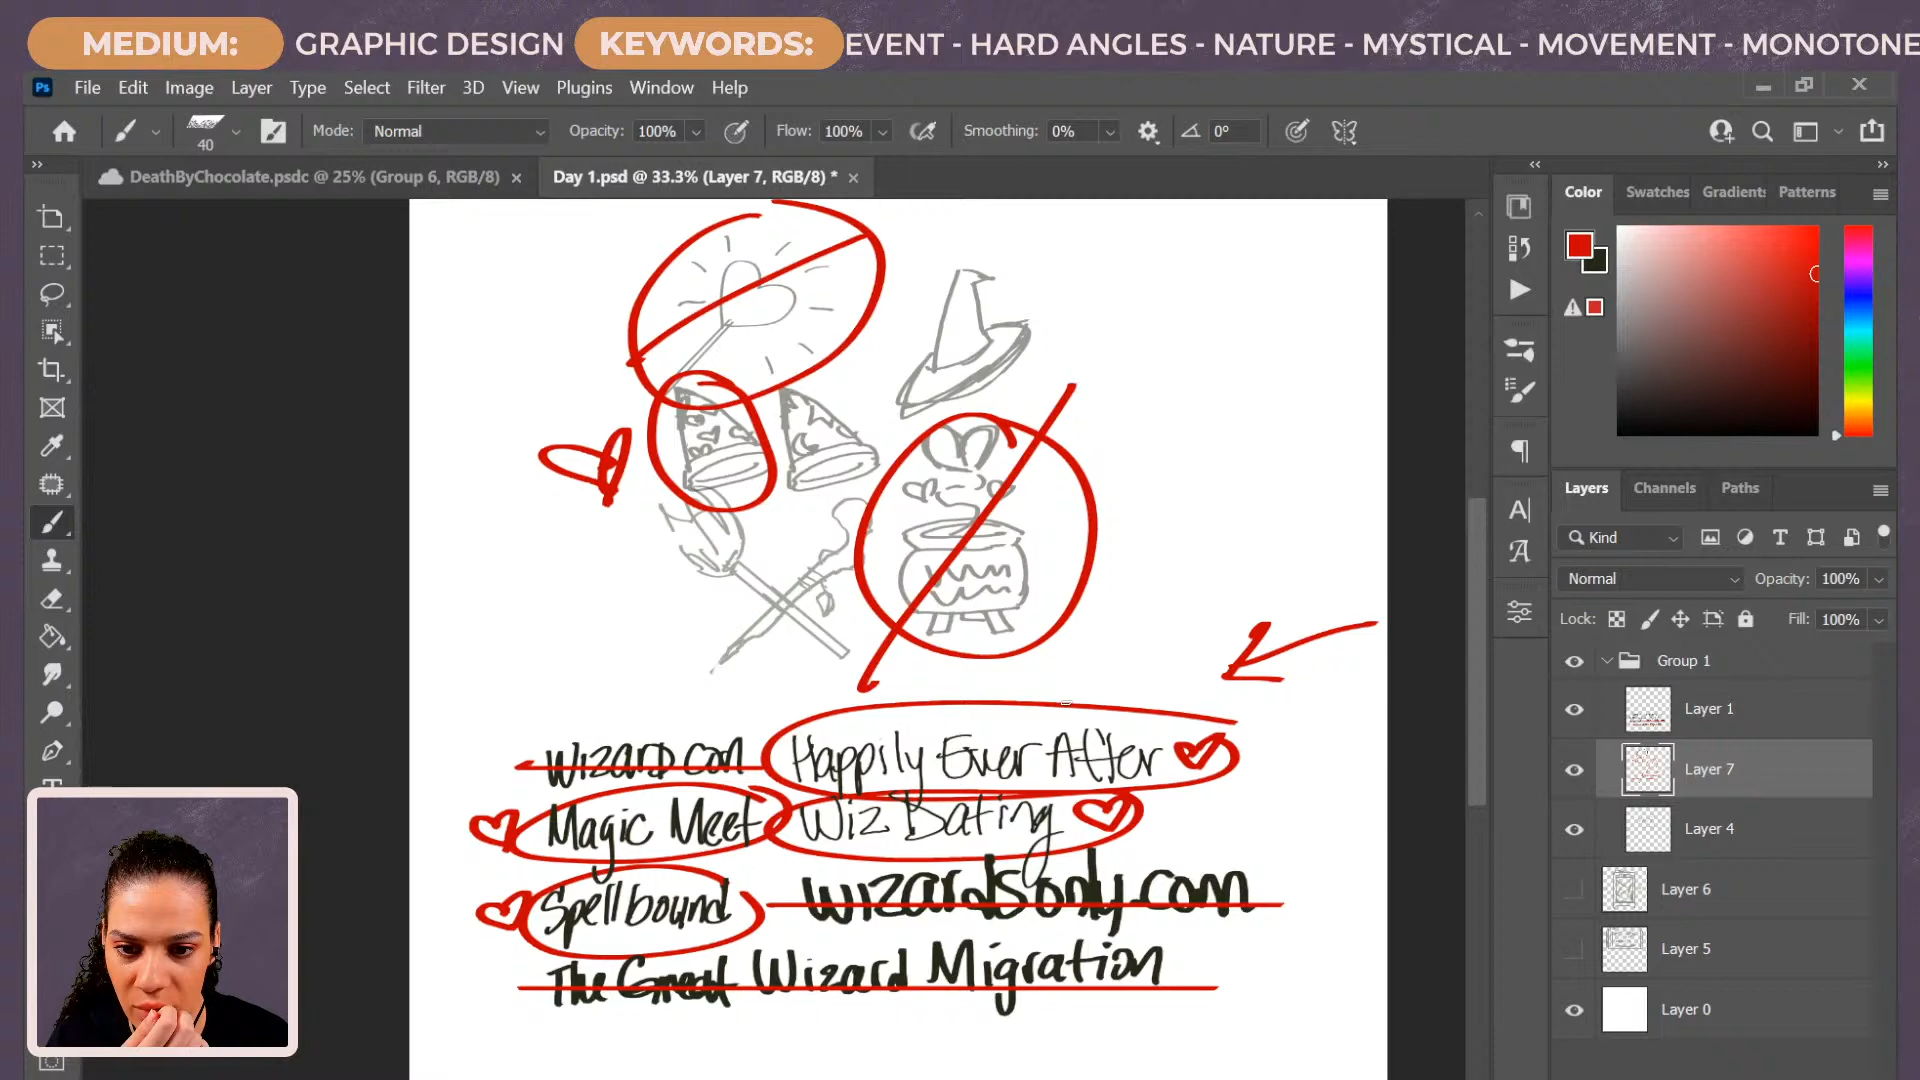 MEDIUM: GRAPHIC DESIGN KEYWORDS: EVENT - HARD ANGLES - NATURE - MYSTICAL - MOVEMENT - MONOTONE
Ps File Edit Image Layer Type Select Filter 3D View Plugins Window Help
40 Mode: Normal Opacity: 100% Flow: 100% Smoothing: 0% 0°
DeathByChocolate.psdc @ 25% (Group 6, RGB/8) × Day 1.psd @ 33.3% (Layer 7, RGB/8) * ×
Color Swatches Gradients Patterns
Wizard con Happily Ever After
Magic Meet Wiz Dating
Spellbound wizardsonly.com
The Great Wizard Migration
Layers Channels Paths
Kind
Normal Opacity: 100%
Lock: Fill: 100%
Group 1
Layer 1
Layer 7
Layer 4
Layer 6
Layer 5
Layer 0